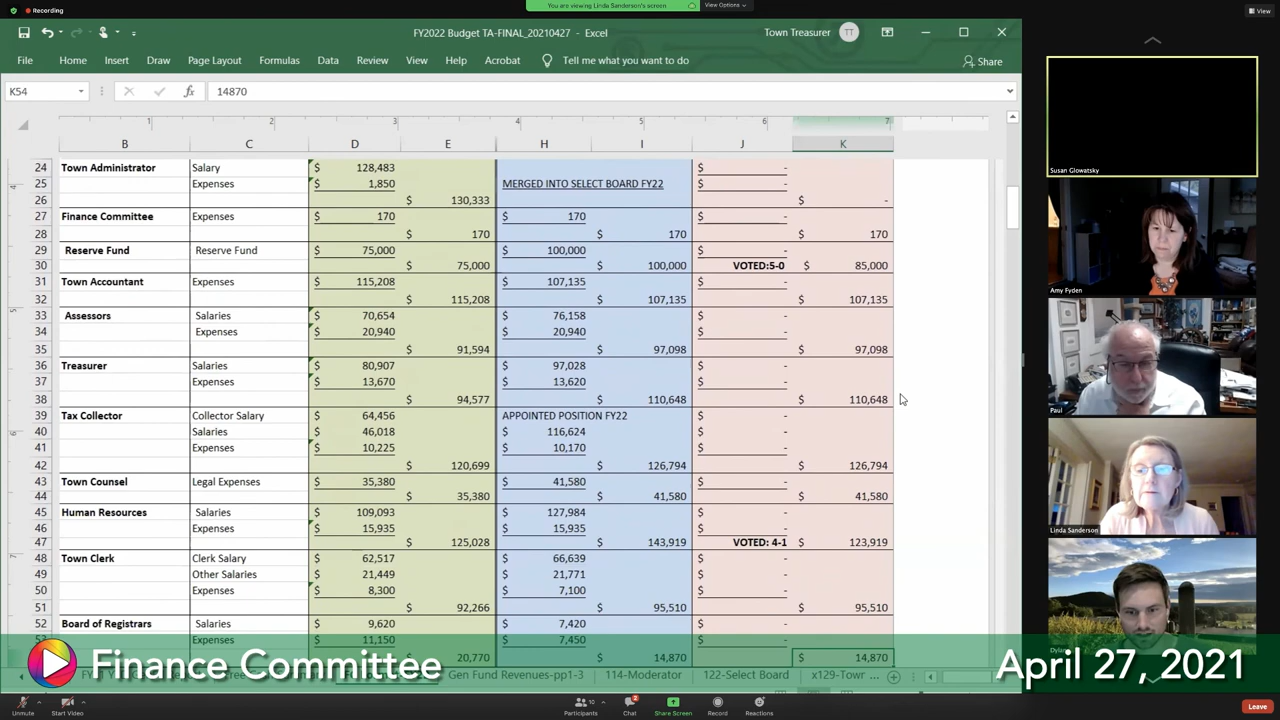 Recording
You are viewing Linda Sanderson's screen View Options
View
FY2022 Budget TA-FINAL_20210427 - Excel Town Treasurer TT
File Home Insert Draw Page Layout Formulas Data Review View Help Acrobat Tell me what you want to do Share
K54 fx 14870
1 2 3 4 5 6 7
B C D E H I J K
24 Town Administrator Salary $ 128,483 $ -
25 Expenses $ 1,850 MERGED INTO SELECT BOARD FY22 $ -
26 $ 130,333 $ -
27 Finance Committee Expenses $ 170 $ 170 $ -
28 $ 170 $ 170 $ 170
29 Reserve Fund Reserve Fund $ 75,000 $ 100,000 $ -
30 $ 75,000 $ 100,000 VOTED:5-0 $ 85,000
31 Town Accountant Expenses $ 115,208 $ 107,135 $ -
32 $ 115,208 $ 107,135 $ 107,135
33 Assessors Salaries $ 70,654 $ 76,158 $ -
34 Expenses $ 20,940 $ 20,940 $ -
35 $ 91,594 $ 97,098 $ 97,098
36 Treasurer Salaries $ 80,907 $ 97,028 $ -
37 Expenses $ 13,670 $ 13,620 $ -
38 $ 94,577 $ 110,648 $ 110,648
39 Tax Collector Collector Salary $ 64,456 APPOINTED POSITION FY22 $ -
40 Salaries $ 46,018 $ 116,624 $ -
41 Expenses $ 10,225 $ 10,170 $ -
42 $ 120,699 $ 126,794 $ 126,794
43 Town Counsel Legal Expenses $ 35,380 $ 41,580 $ -
44 $ 35,380 $ 41,580 $ 41,580
45 Human Resources Salaries $ 109,093 $ 127,984 $ -
46 Expenses $ 15,935 $ 15,935 $ -
47 $ 125,028 $ 143,919 VOTED: 4-1 $ 123,919
48 Town Clerk Clerk Salary $ 62,517 $ 66,639 $ -
49 Other Salaries $ 21,449 $ 21,771 $ -
50 Expenses $ 8,300 $ 7,100 $ -
51 $ 92,266 $ 95,510 $ 95,510
52 Board of Registrars Salaries $ 9,620 $ 7,420 $ -
53 Expenses $ 11,150 $ 7,450 $ -
$ 20,770 $ 14,870 $ 14,870
Gen Fund Revenues-pp1-3 114-Moderator 122-Select Board x129-Towr ...
Susan Glowatsky
Amy Fyden
Paul
Linda Sanderson
Finance Committee
April 27, 2021
Unmute Start Video Participants 10 Chat 2 Share Screen Record Reactions Leave